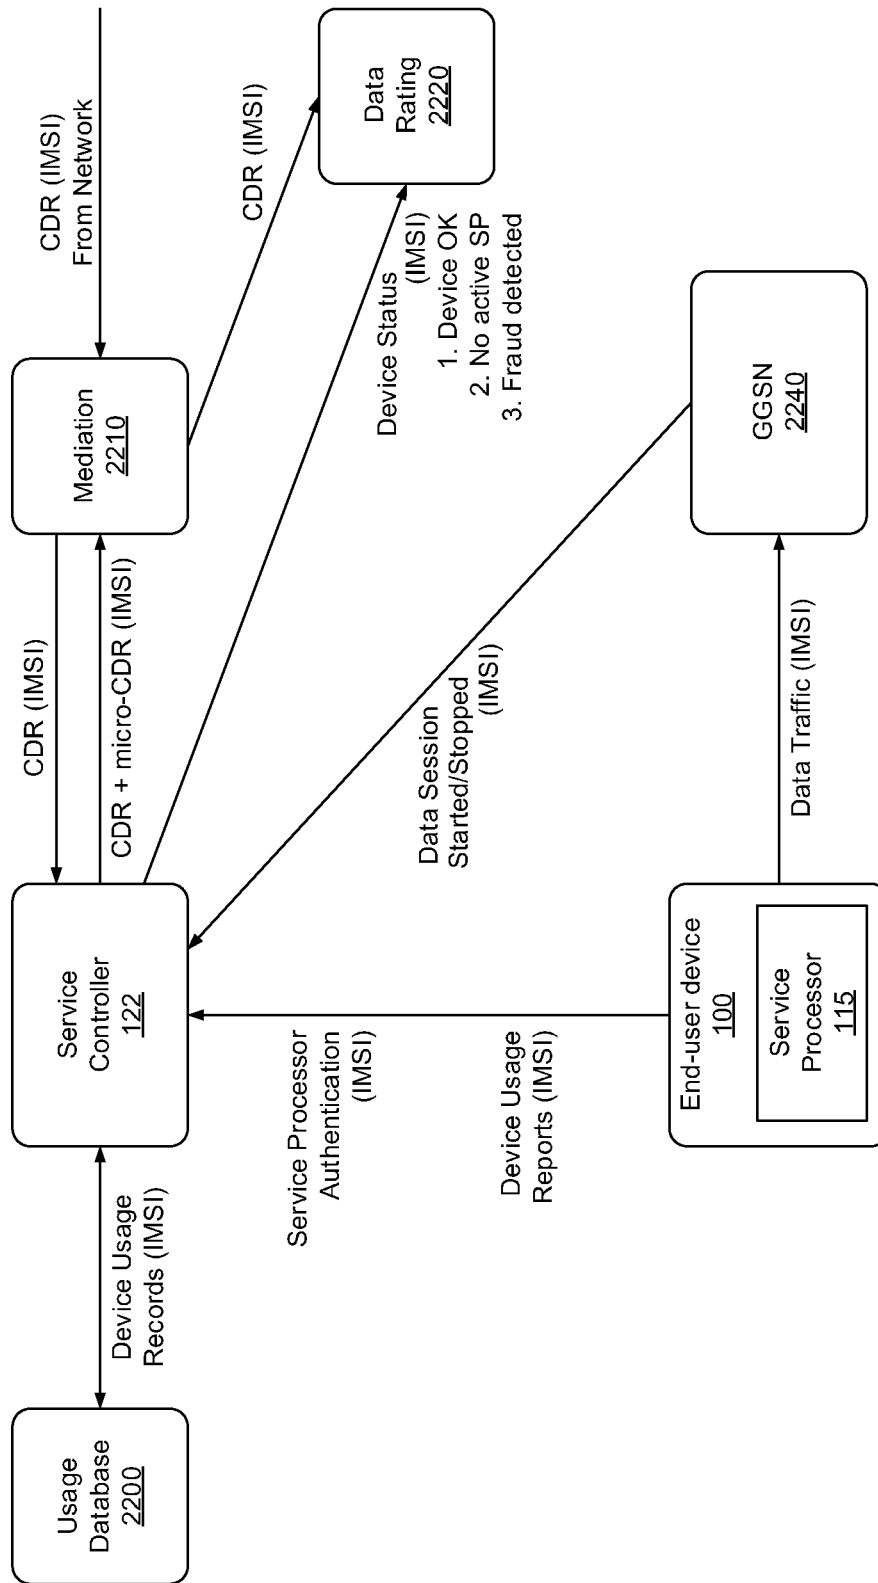 Usage
Database
2200
Device Usage
Records (IMSI)
Service
Controller
122
CDR (IMSI)
CDR + micro-CDR (IMSI)
Mediation
2210
CDR (IMSI)
From Network
CDR (IMSI)
Device Status
(IMSI)
1. Device OK
2. No active SP
3. Fraud detected
Data
Rating
2220
Service Processor
Authentication
(IMSI)
Device Usage
Reports (IMSI)
Data Session
Started/Stopped
(IMSI)
End-user device
100
Service
Processor
115
Data Traffic (IMSI)
GGSN
2240